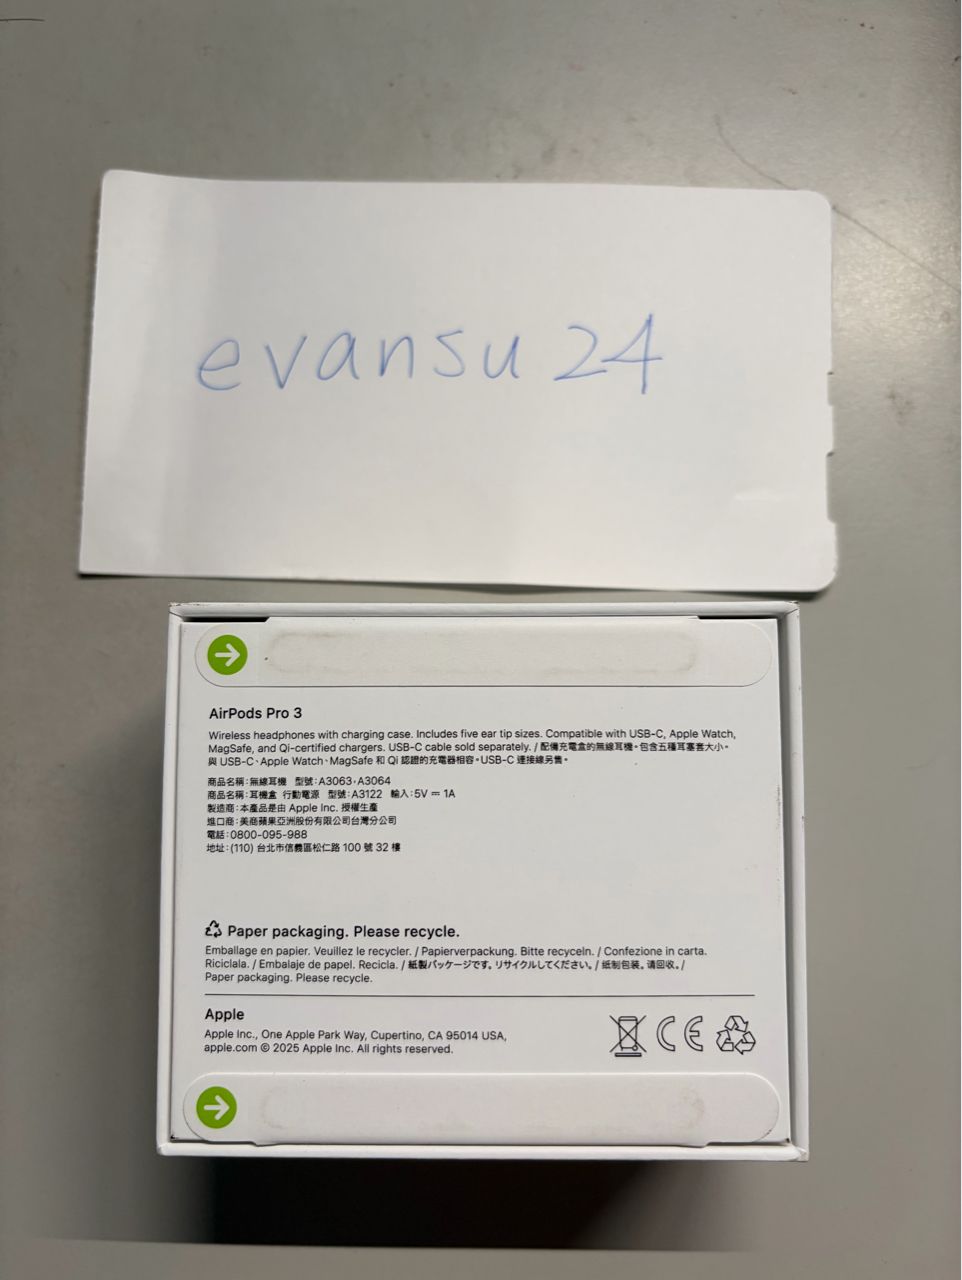 evansu24
AirPods Pro 3
Wireless headphones with charging case. Includes five ear tip sizes. Compatible with USB-C, Apple Watch,
MagSafe, and Qi-certified chargers. USB-C cable sold separately. / 配備充電盒的無線耳機。包含五種耳塞套大小。
與 USB-C、Apple Watch、MagSafe 和 Qi 認證的充電器相容。USB-C 連接線另售。
商品名稱：無線耳機 型號：A3063、A3064
商品名稱：耳機盒 行動電源 型號：A3122 輸入：5V ⎓ 1A
製造商：本產品是由 Apple Inc. 授權生產
進口商：美商蘋果亞洲股份有限公司台灣分公司
電話：0800-095-988
地址：(110) 台北市信義區松仁路 100 號 32 樓
Paper packaging. Please recycle.
Emballage en papier. Veuillez le recycler. / Papierverpackung. Bitte recyceln. / Confezione in carta.
Riciclala. / Embalaje de papel. Recicla. / 紙製パッケージです。リサイクルしてください。/ 纸制包装。请回收。/
Paper packaging. Please recycle.
Apple
Apple Inc., One Apple Park Way, Cupertino, CA 95014 USA,
apple.com © 2025 Apple Inc. All rights reserved.
CE